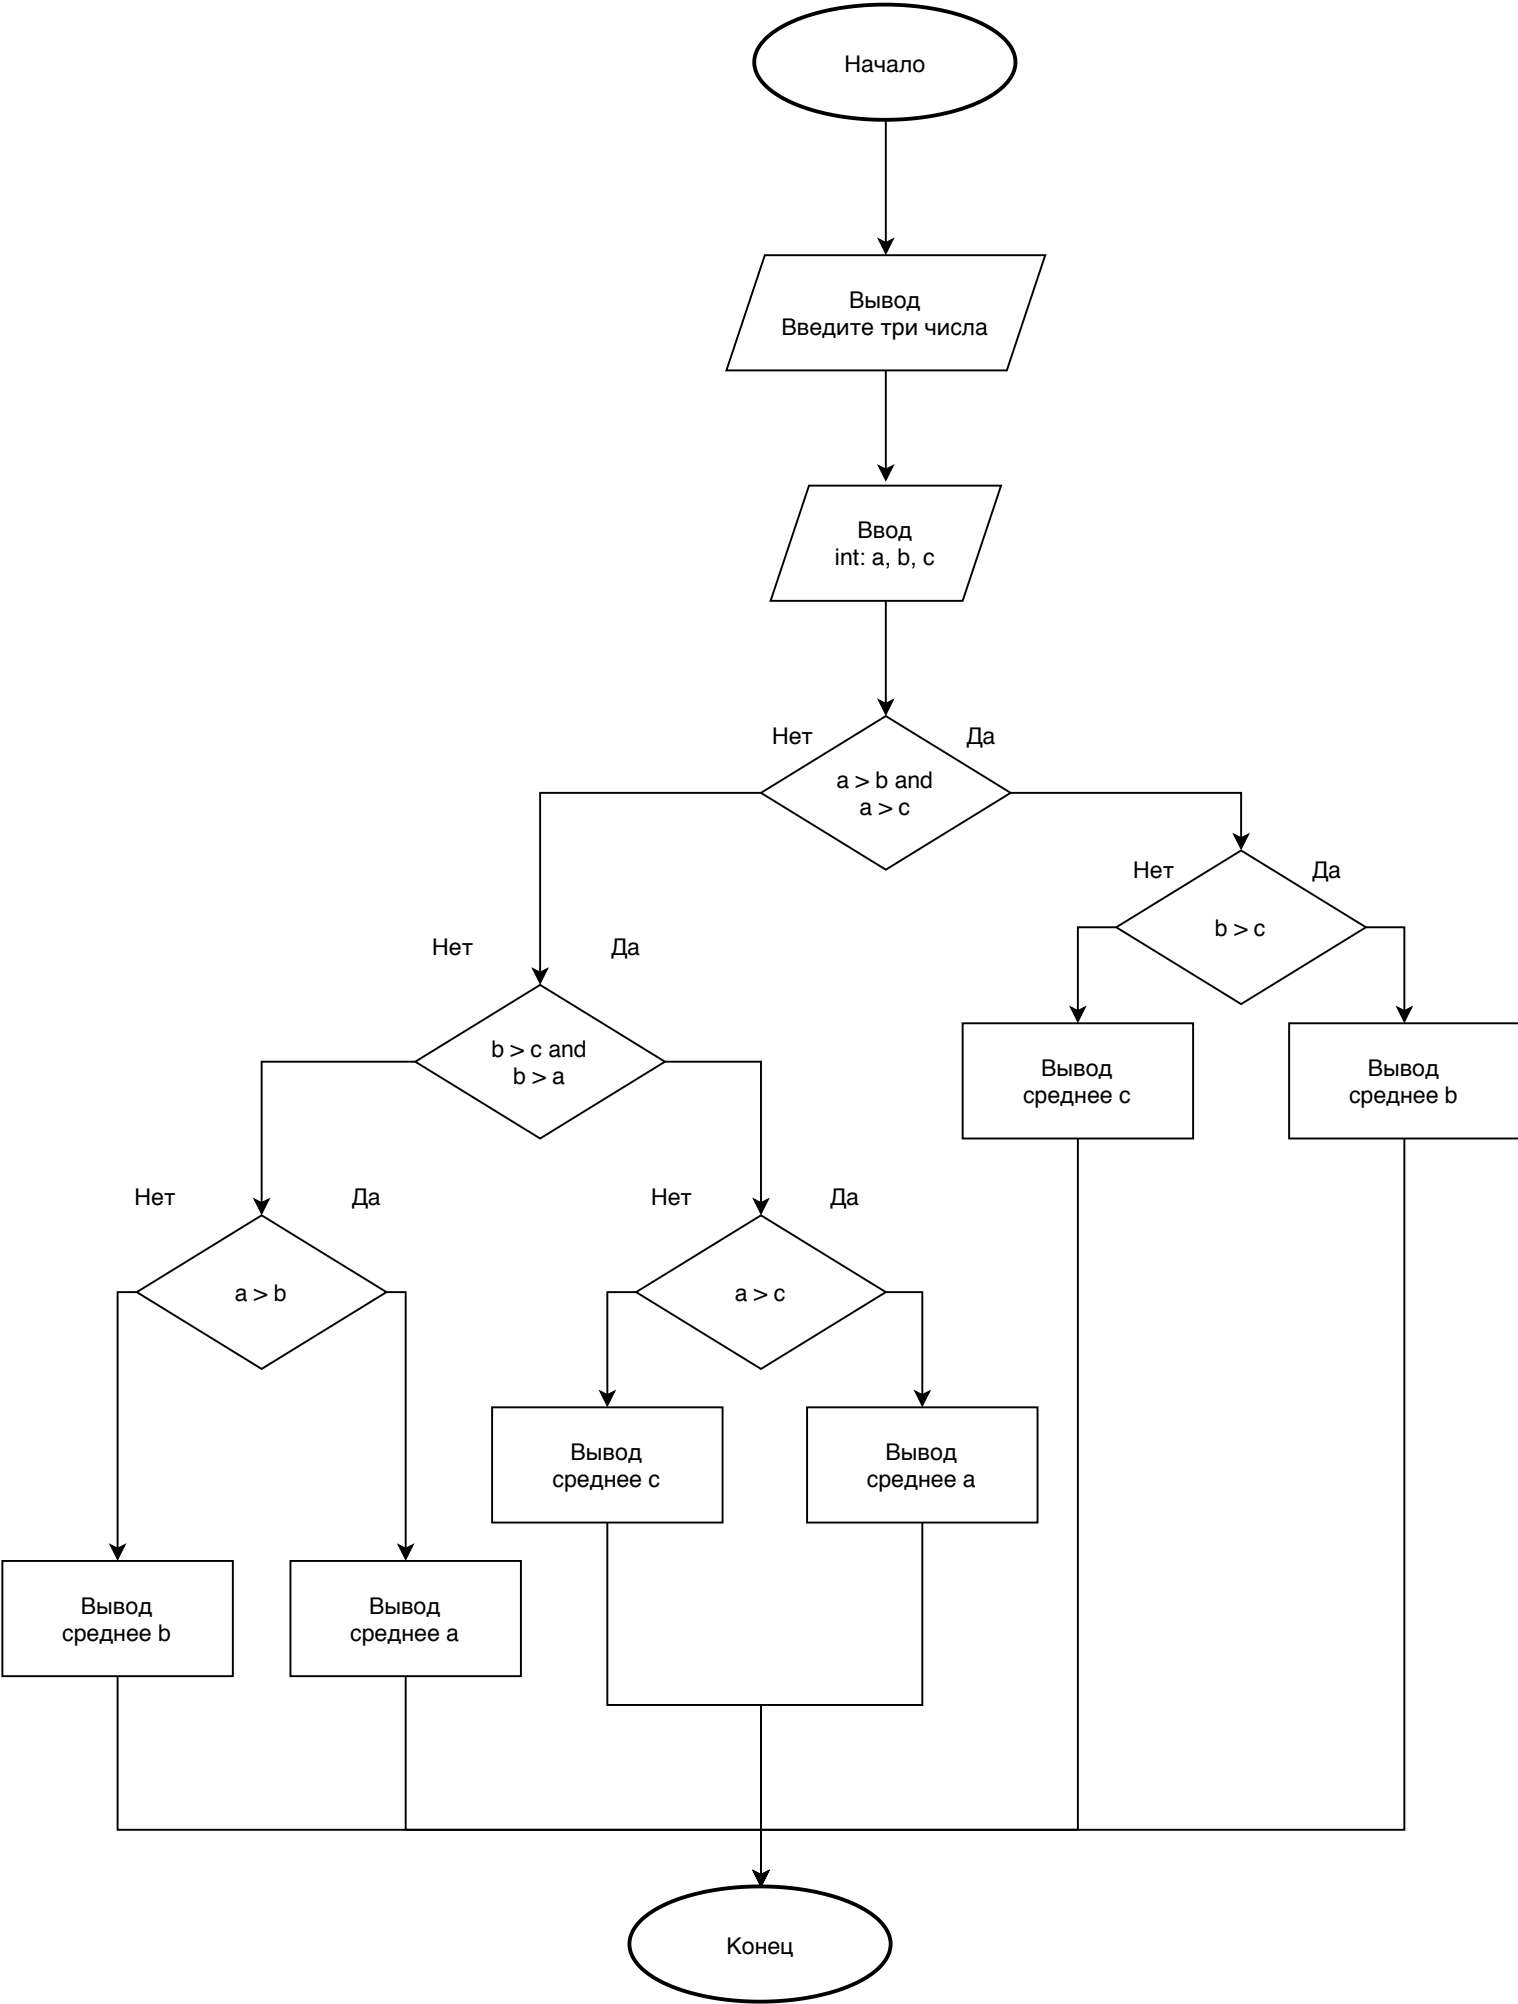 Начало
Вывод
Введите три числа
Ввод
int: a, b, c
Нет
Да
a > b and
a > c
Нет
Да
b > c
Нет
Да
b > c and
b > a
Вывод
среднее c
Вывод
среднее b
Нет
Да
Нет
Да
a > b
a > c
Вывод
среднее c
Вывод
среднее a
Вывод
среднее b
Вывод
среднее a
Конец